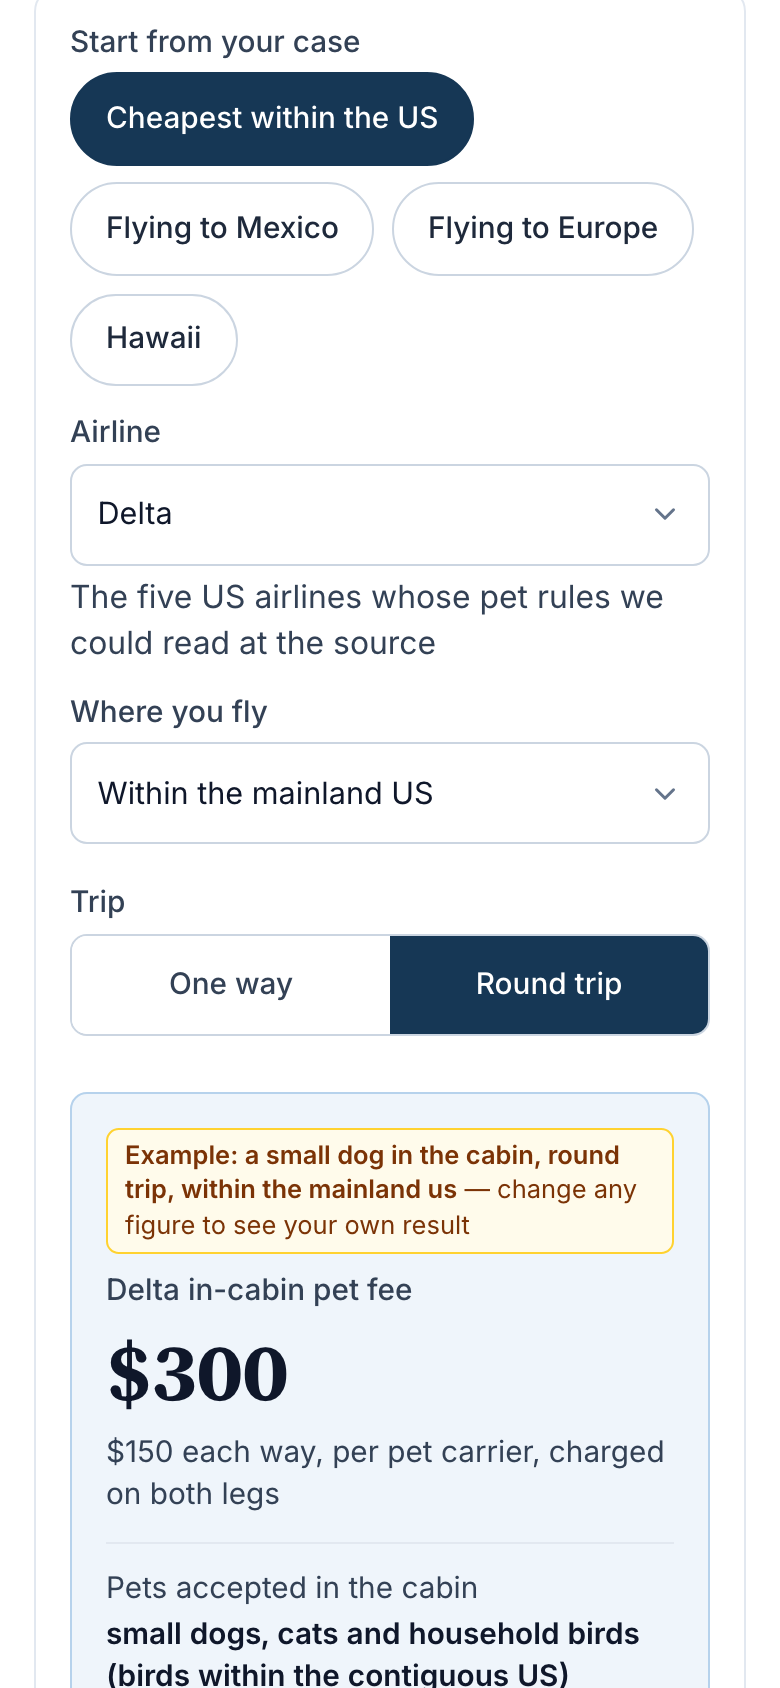 Start from your case
Cheapest within the US
Flying to Mexico
Flying to Europe
Hawaii
Airline
Delta
The five US airlines whose pet rules we
could read at the source
Where you fly
Within the mainland US
Trip
One way
Round trip
Example: a small dog in the cabin, round
trip, within the mainland us — change any
figure to see your own result
Delta in-cabin pet fee
$300
$150 each way, per pet carrier, charged
on both legs
Pets accepted in the cabin
small dogs, cats and household birds
(birds within the contiguous US)